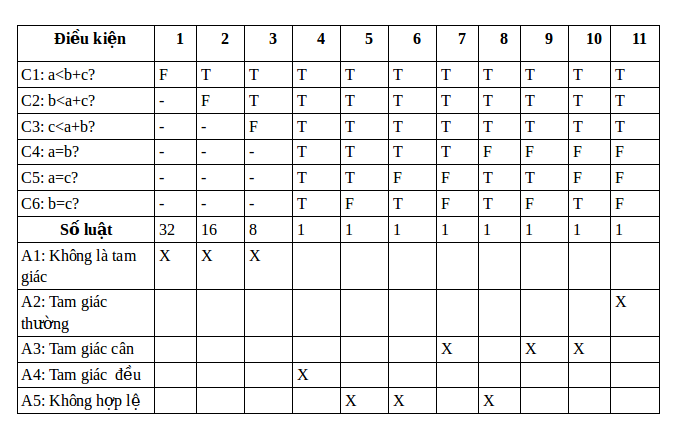 Điều kiện 1 2 3 4 5 6 7 8 9 10 11
C1: a<b+c? F T T T T T T T T T T
C2: b<a+c? - F T T T T T T T T T
C3: c<a+b? - - F T T T T T T T T
C4: a=b? - - - T T T T F F F F
C5: a=c? - - - T T F F T T F F
C6: b=c? - - - T F T F T F T F
Số luật 32 16 8 1 1 1 1 1 1 1 1
A1: Không là tam X X X
giác
A2: Tam giác X
thường
A3: Tam giác cân X X X
A4: Tam giác đều X
A5: Không hợp lệ X X X